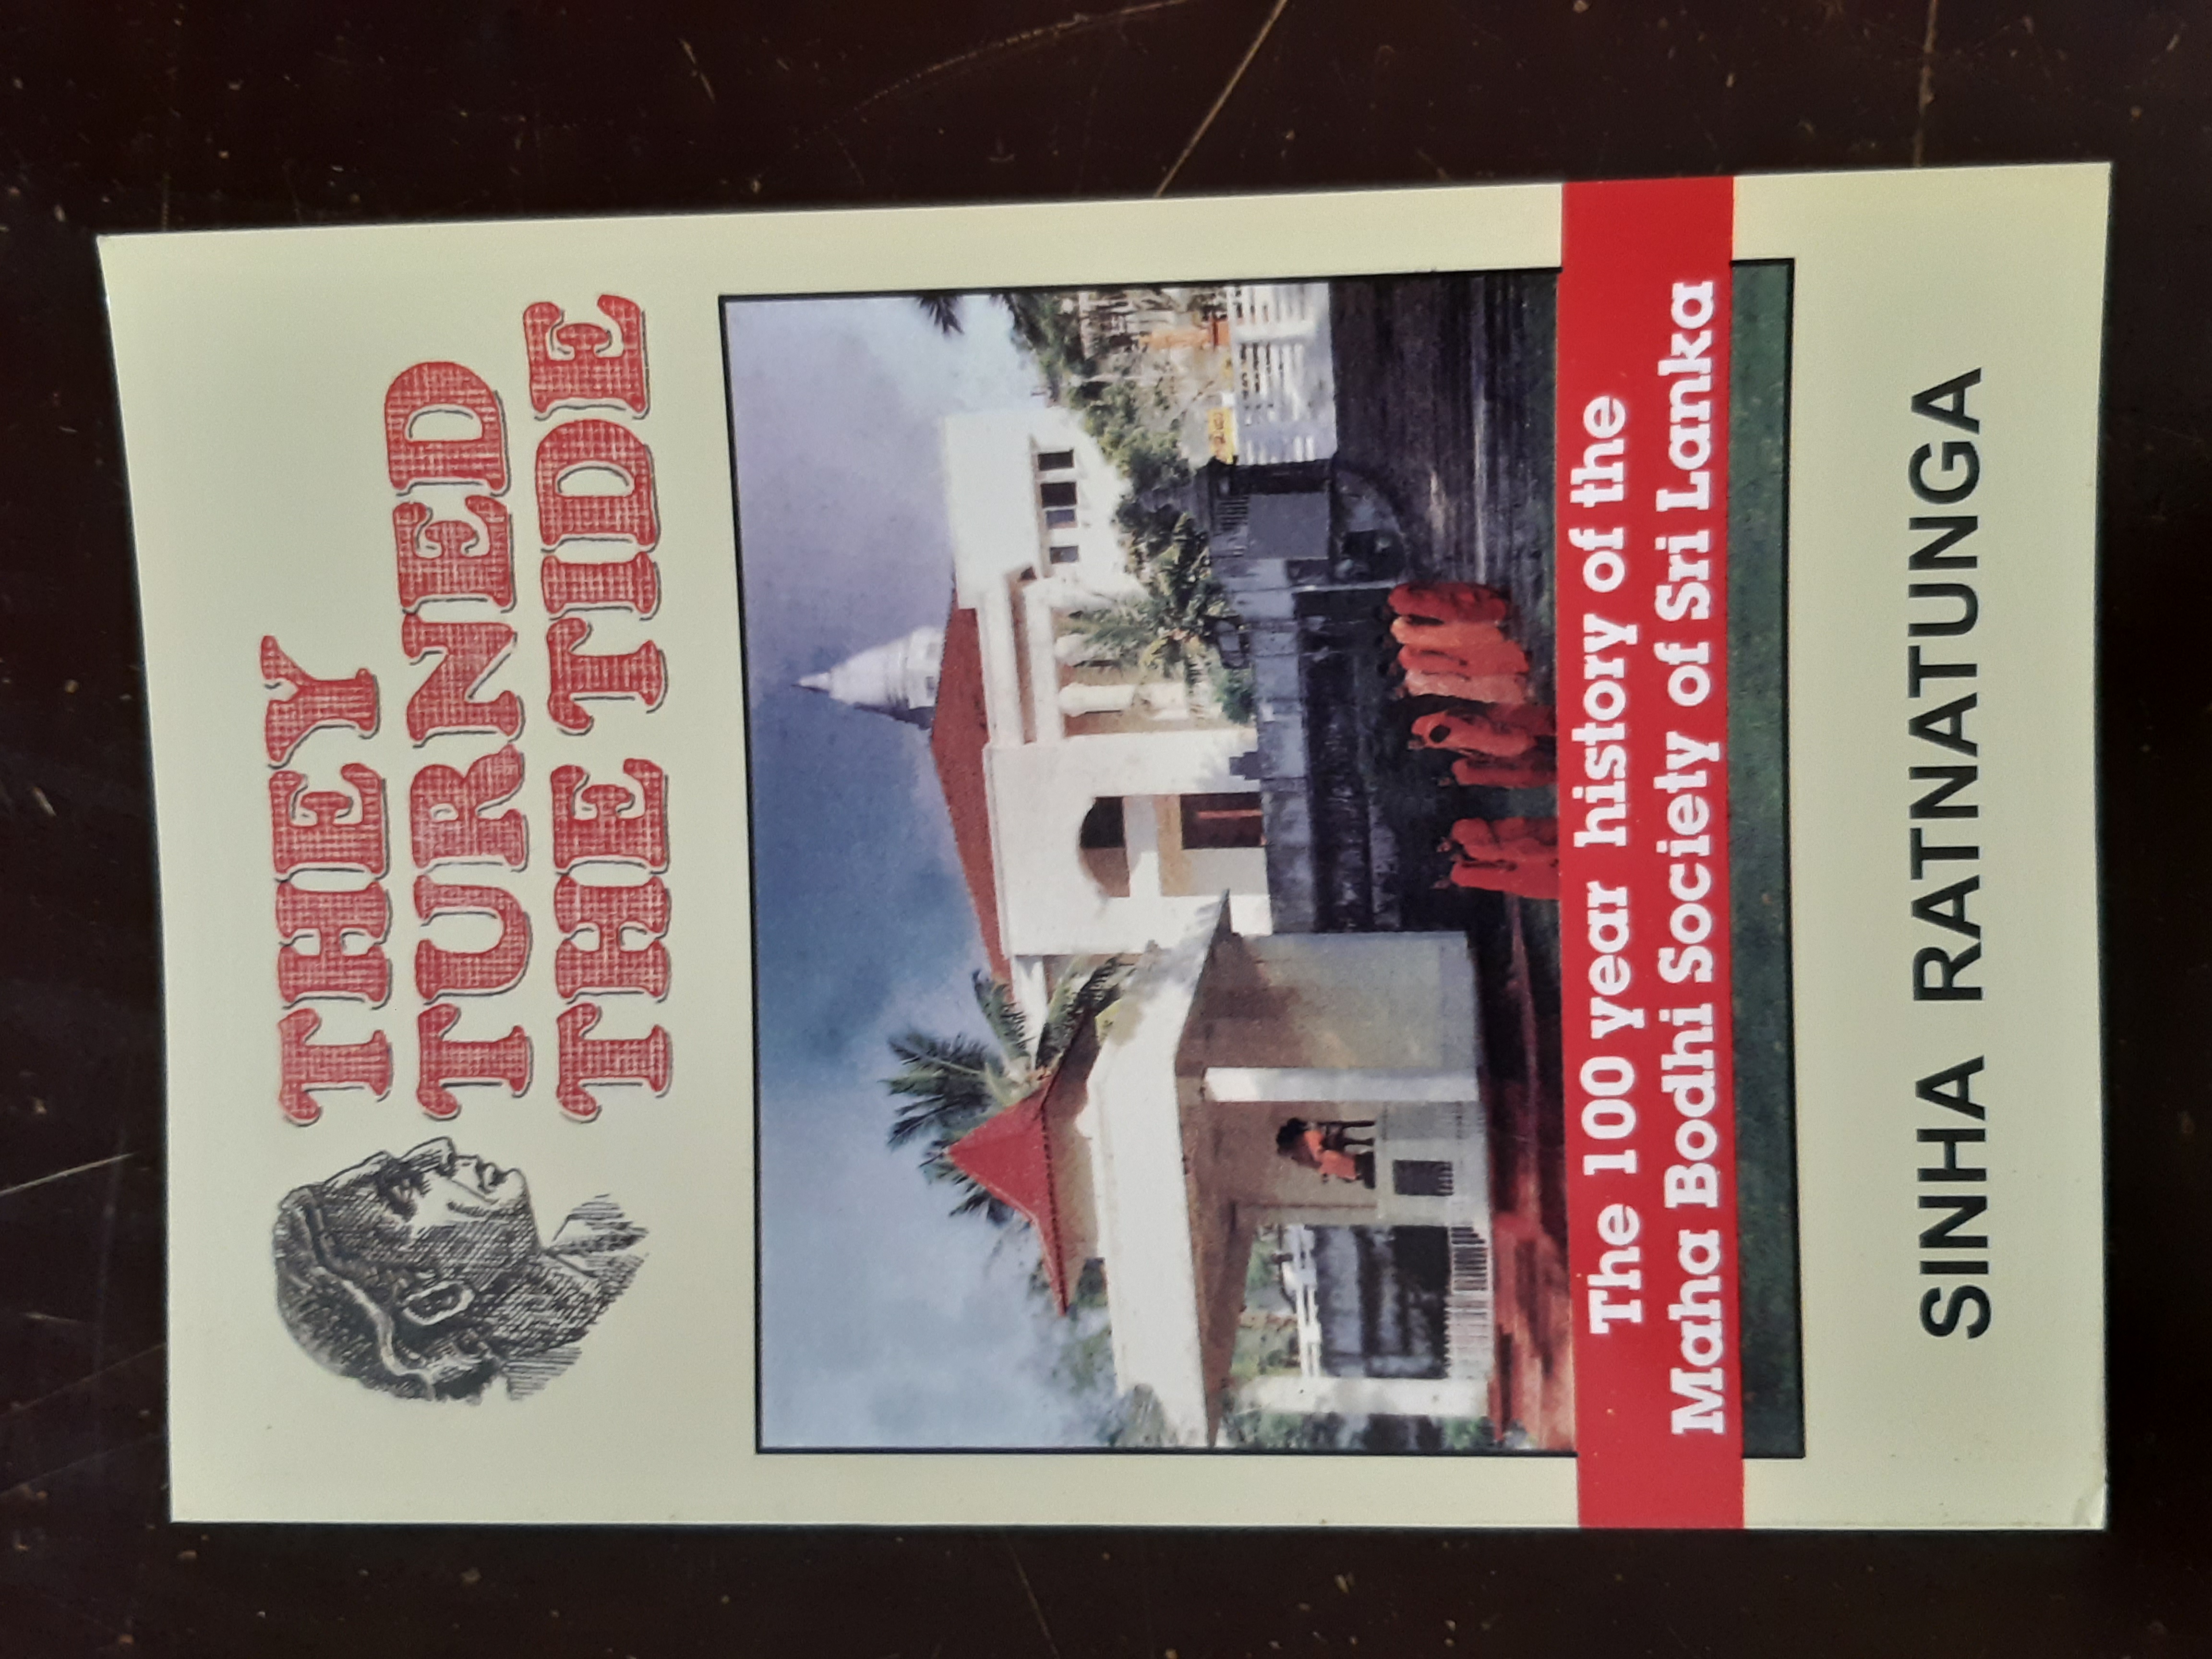 THEY
TURNED
THE TIDE
The 100 year history of the
Maha Bodhi Society of Sri Lanka
SINHA RATNATUNGA